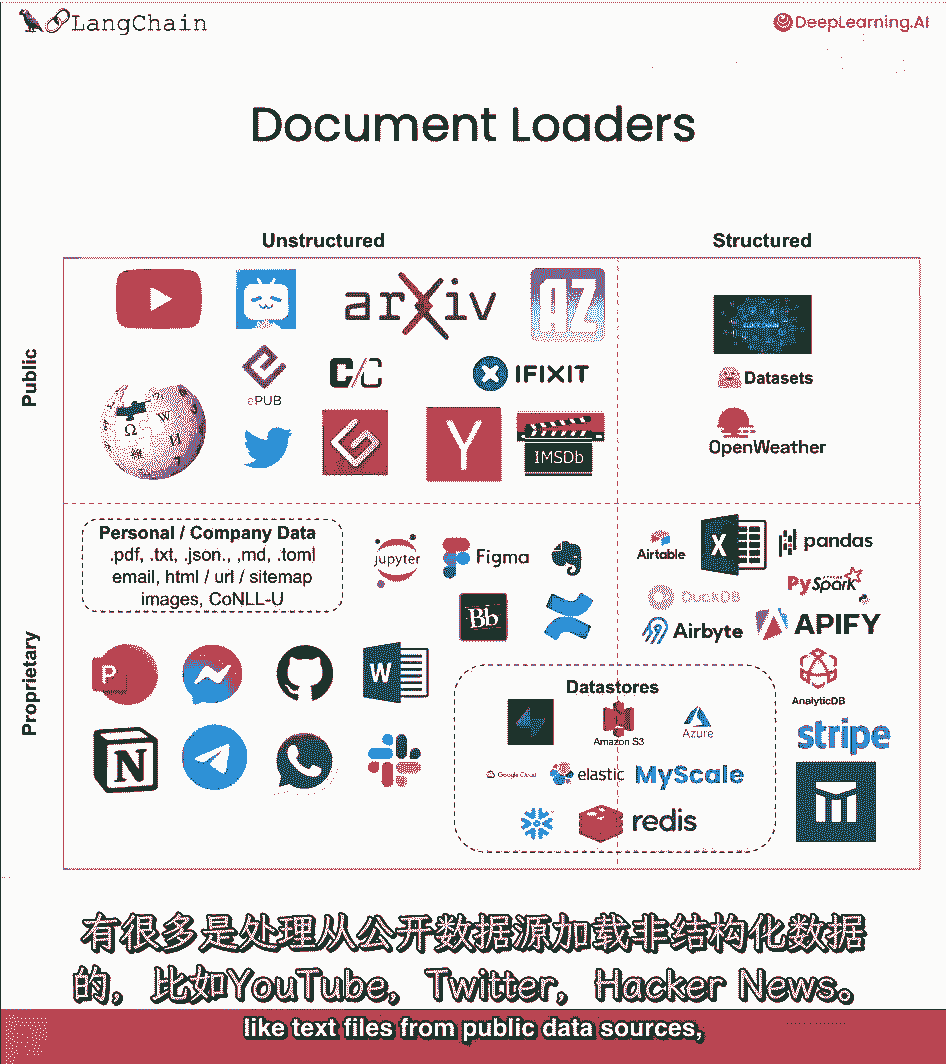 LangChain
DeepLearning.AI
Document Loaders
Unstructured
Structured
Public
arXiv
AZ
ePUB
C/C
IFIXIT
Datasets
Ω
W
И
Y
IMSDb
OpenWeather
Proprietary
Personal / Company Data
.pdf, .txt, .json., .md, .toml
email, html / url / sitemap
images, CoNLL-U
jupyter
Figma
Airtable
X
pandas
PySpark
DuckDB
Bb
Airbyte
APIFY
P
W
AnalyticDB
Datastores
Amazon S3
Azure
stripe
N
Google Cloud
elastic
MyScale
redis
有很多是处理从公开数据源加载非结构化数据
的，比如YouTube，Twitter，Hacker News。
like text files from public data sources,